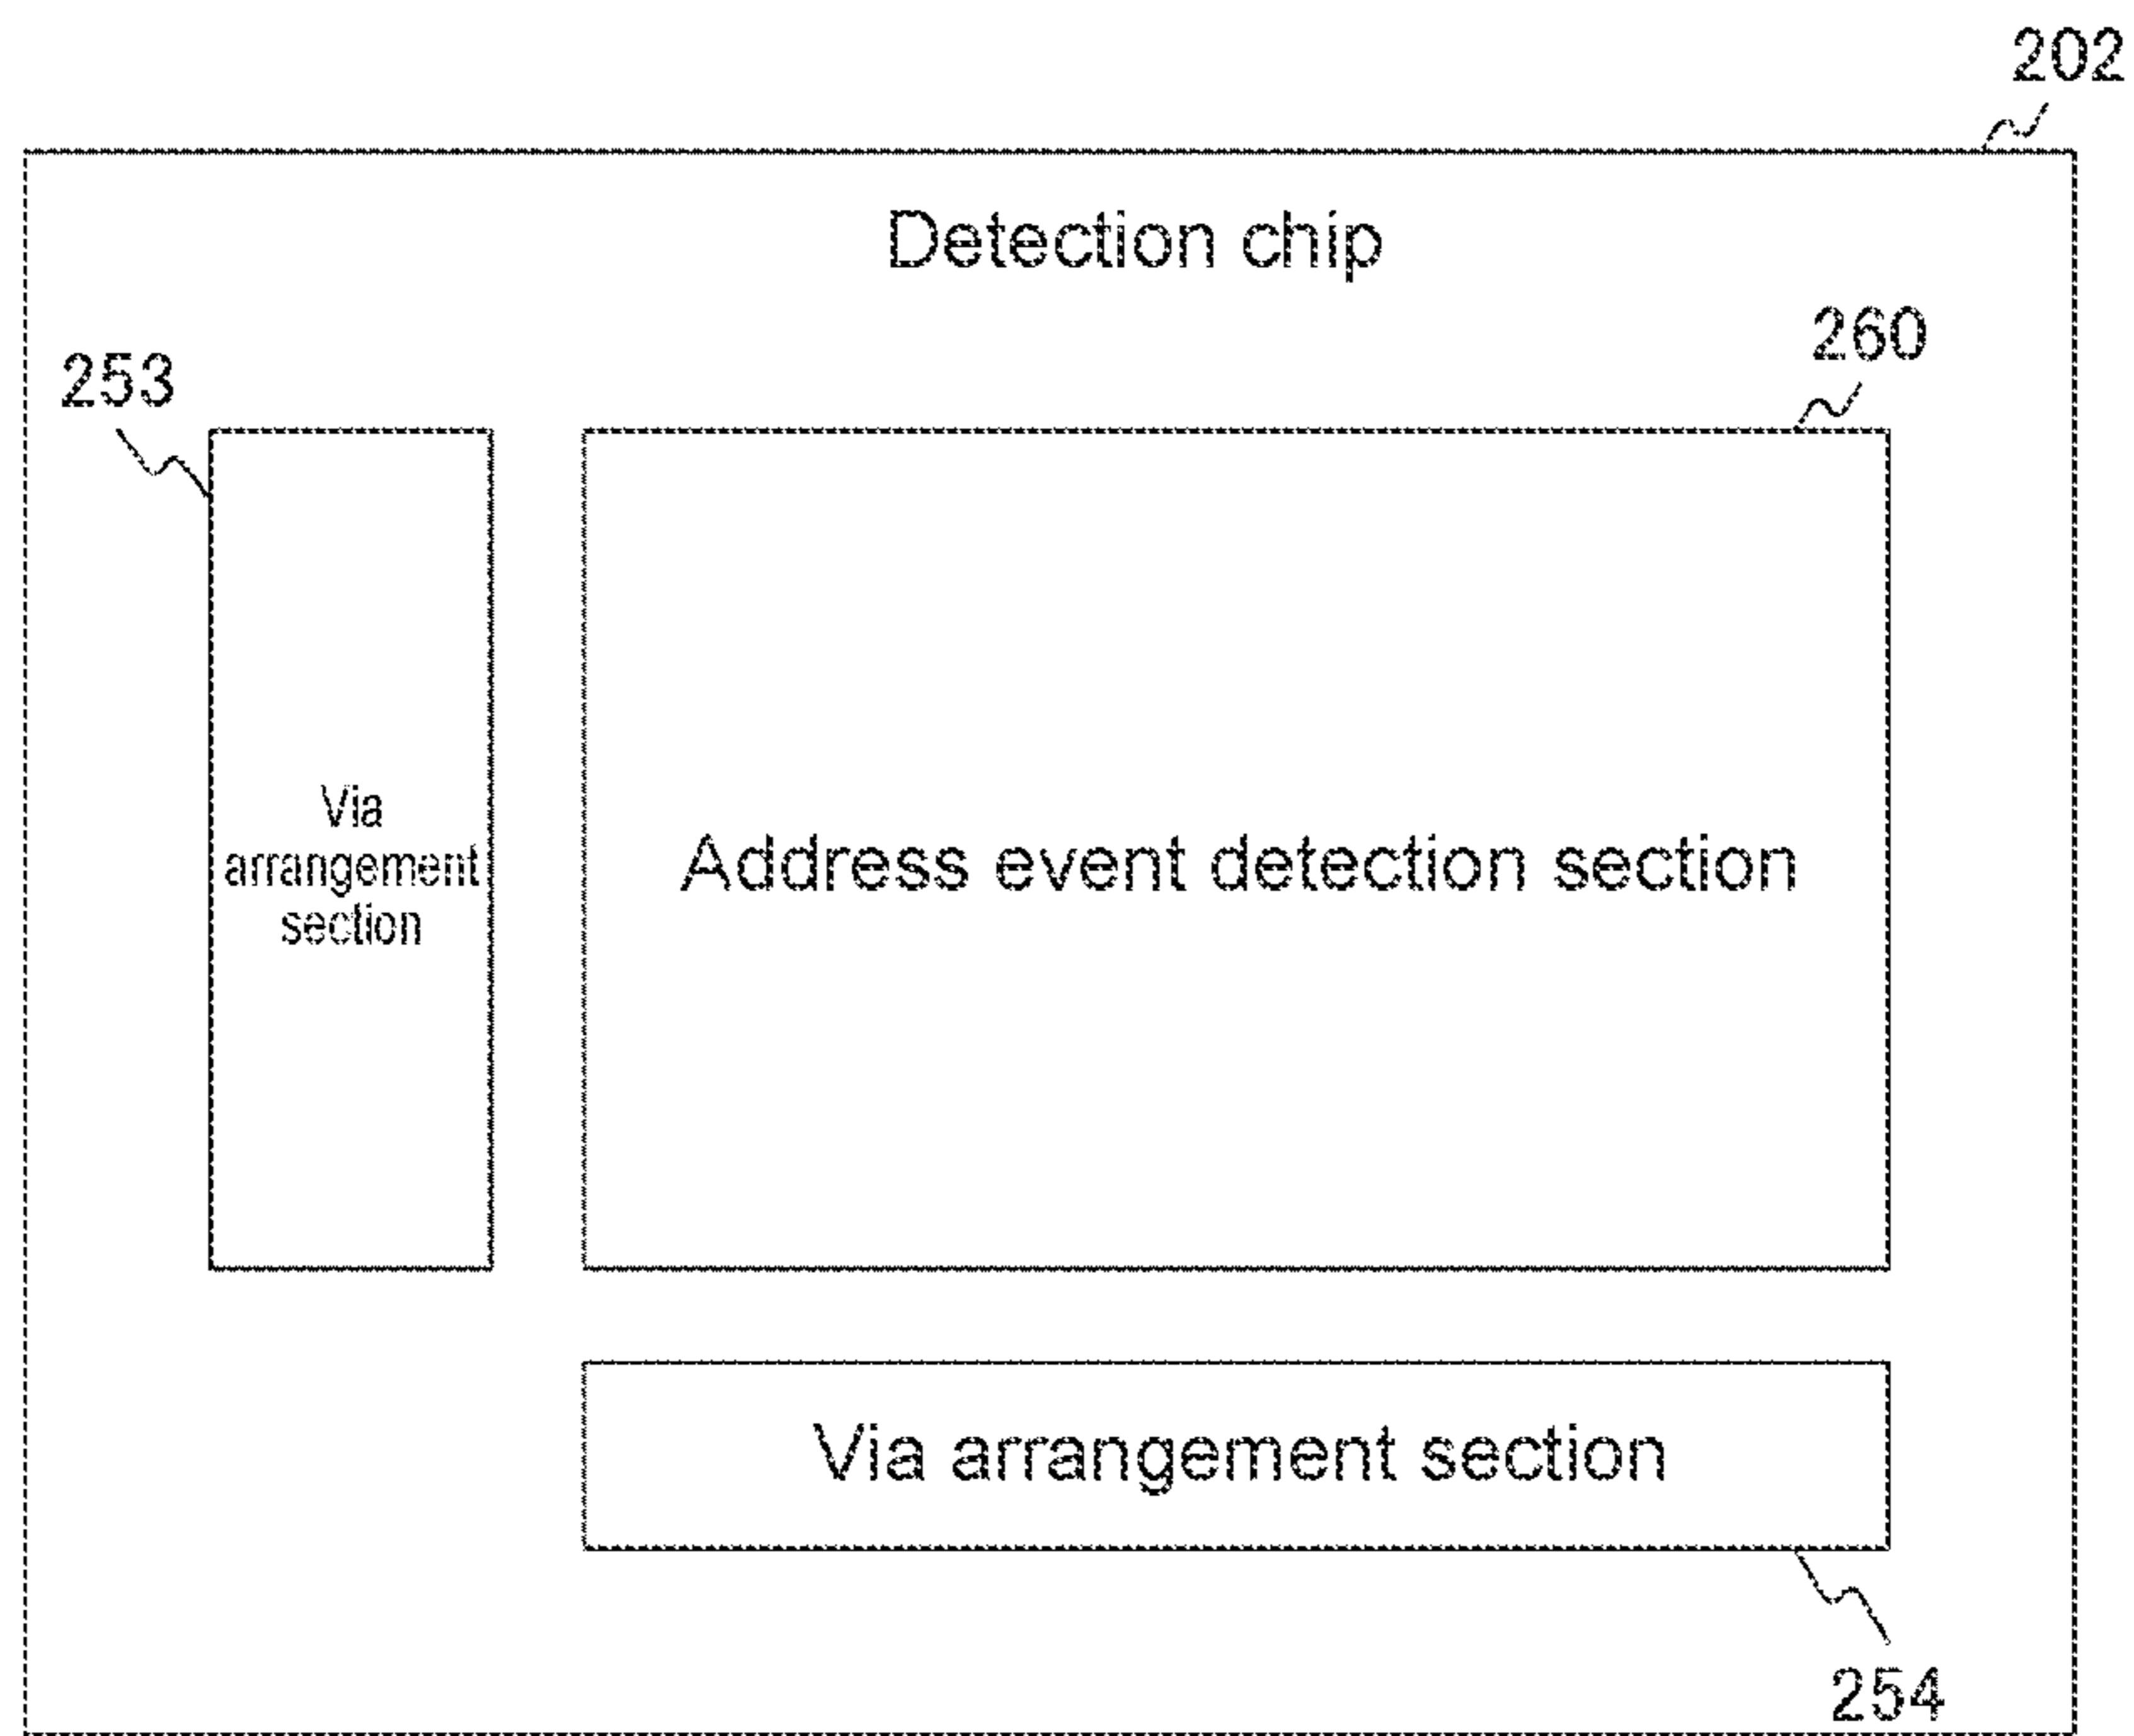 202
Detection chip
260
253
Via
arrangement
section
Address event detection section
Via arrangement section
254